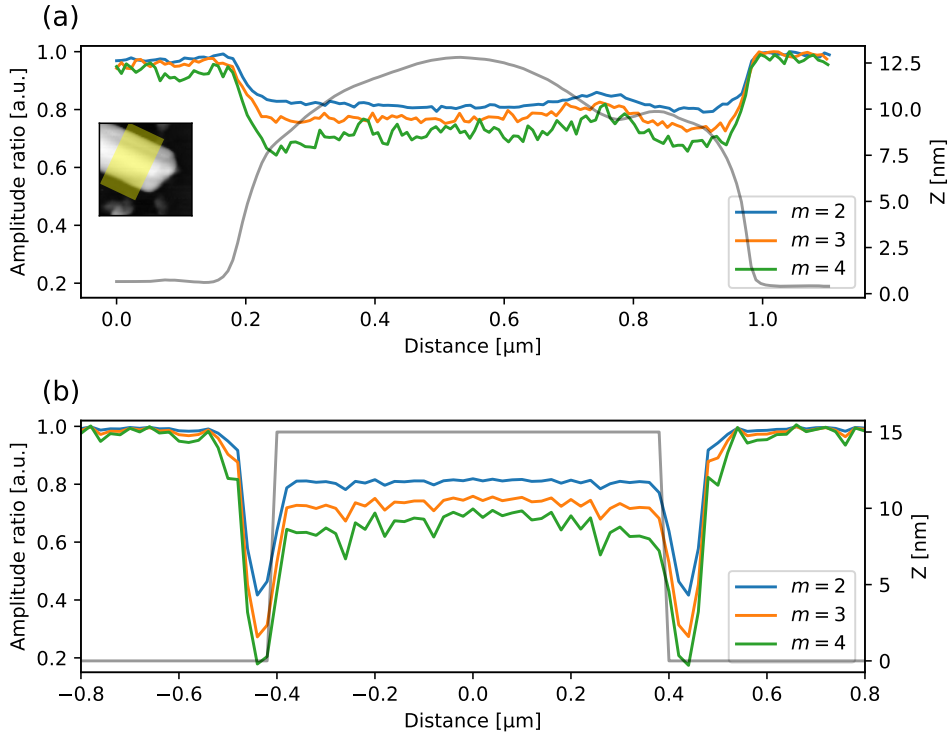 (a)
1.0
0.8
0.6
0.4
0.2
Amplitude ratio [a.u.]
12.5
10.0
7.5
5.0
2.5
0.0
Z [nm]
m = 2
m = 3
m = 4
0.0 0.2 0.4 0.6 0.8 1.0
Distance [μm]
(b)
1.0
0.8
0.6
0.4
0.2
Amplitude ratio [a.u.]
15
10
5
0
Z [nm]
m = 2
m = 3
m = 4
−0.8 −0.6 −0.4 −0.2 0.0 0.2 0.4 0.6 0.8
Distance [μm]